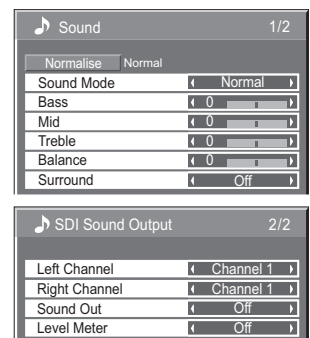 Sound 1/2
Normalise Normal
Sound Mode Normal
Bass 0
Mid 0
Treble 0
Balance 0
Surround Off
SDI Sound Output 2/2
Left Channel Channel 1
Right Channel Channel 1
Sound Out Off
Level Meter Off